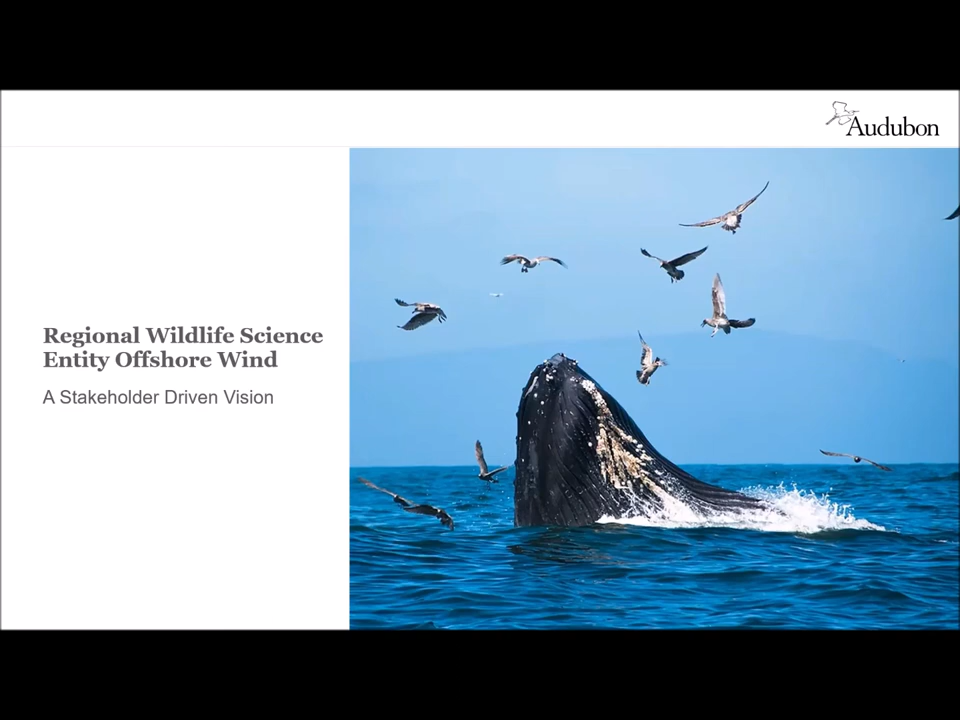 Audubon
Regional Wildlife Science
Entity Offshore Wind
A Stakeholder Driven Vision